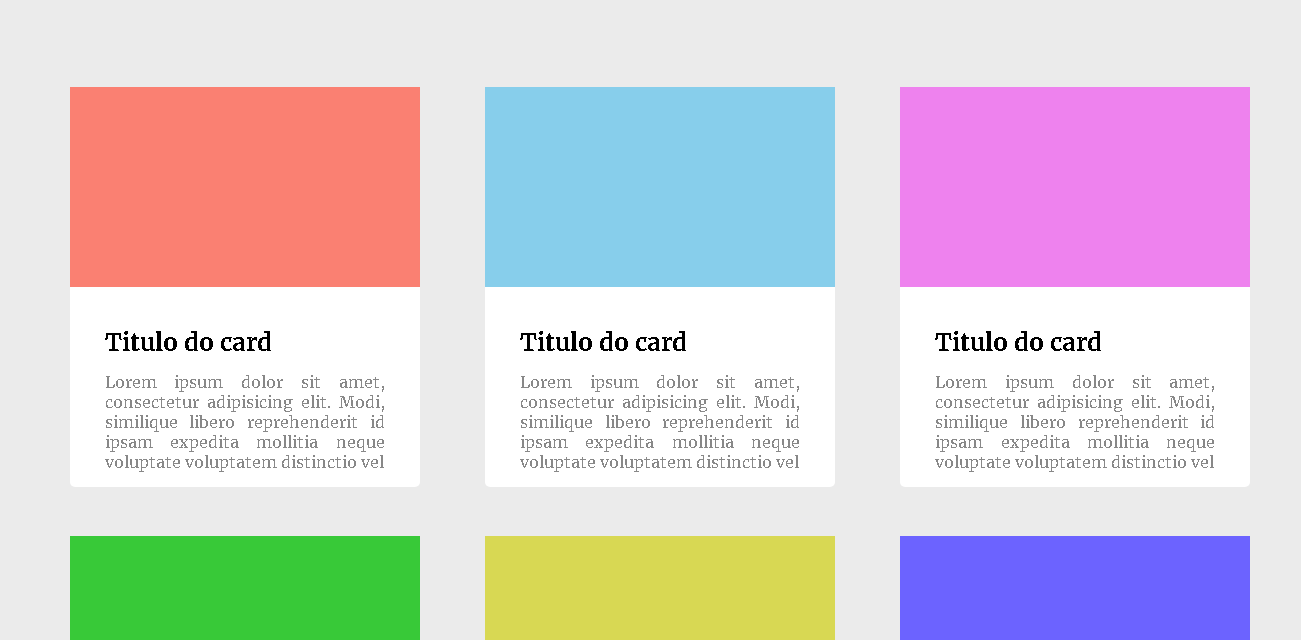 Titulo do card
Lorem ipsum dolor sit amet,
consectetur adipisicing elit. Modi,
similique libero reprehenderit id
ipsam expedita mollitia neque
voluptate voluptatem distinctio vel
Titulo do card
Lorem ipsum dolor sit amet,
consectetur adipisicing elit. Modi,
similique libero reprehenderit id
ipsam expedita mollitia neque
voluptate voluptatem distinctio vel
Titulo do card
Lorem ipsum dolor sit amet,
consectetur adipisicing elit. Modi,
similique libero reprehenderit id
ipsam expedita mollitia neque
voluptate voluptatem distinctio vel